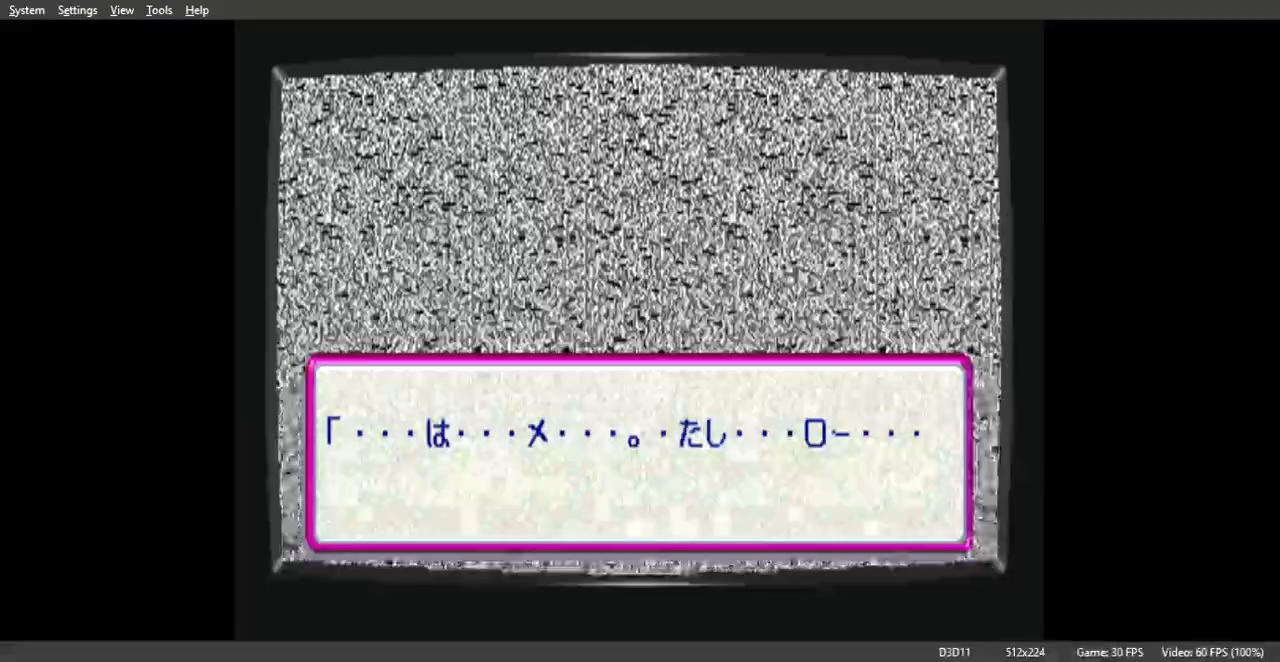 System Settings View Tools Help
「・・・は・・・メ・・・。・たし・・・ロー・・・
D3D11 512x224 Game: 30 FPS Video: 60 FPS (100%)